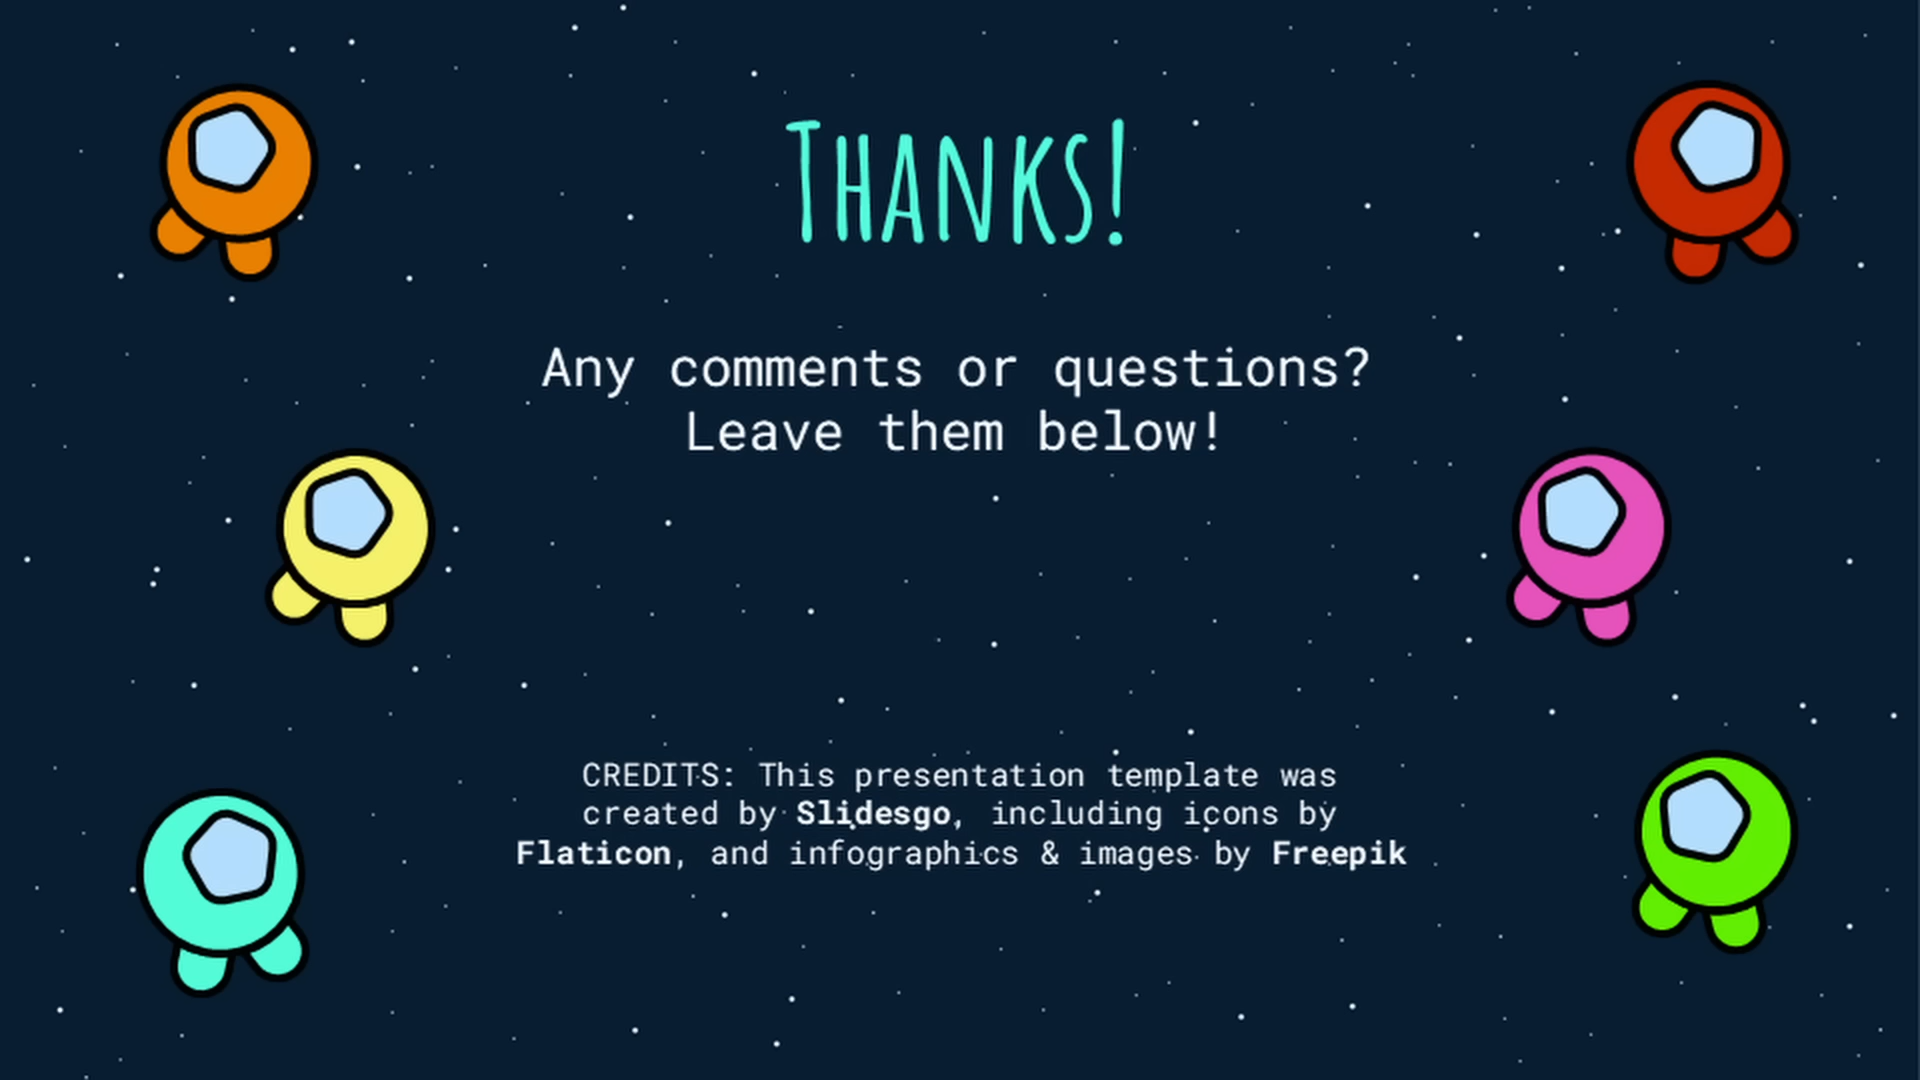 THANKS!
Any comments or questions?
Leave them below!
CREDITS: This presentation template was
created by Slidesgo, including icons by
Flaticon, and infographics & images by Freepik